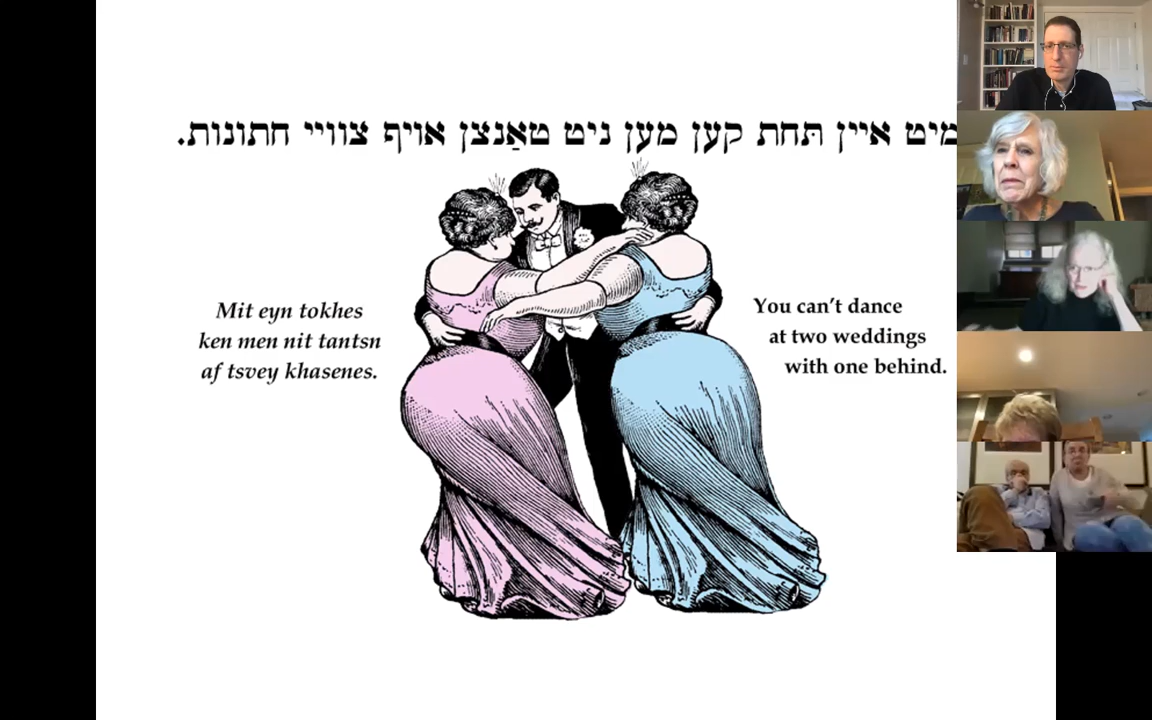 מיט איין תּחת קען מען ניט טאַנצן אויף צוויי חתונות.
Mit eyn tokhes
ken men nit tantsn
af tsvey khasenes.
You can’t dance
at two weddings
with one behind.